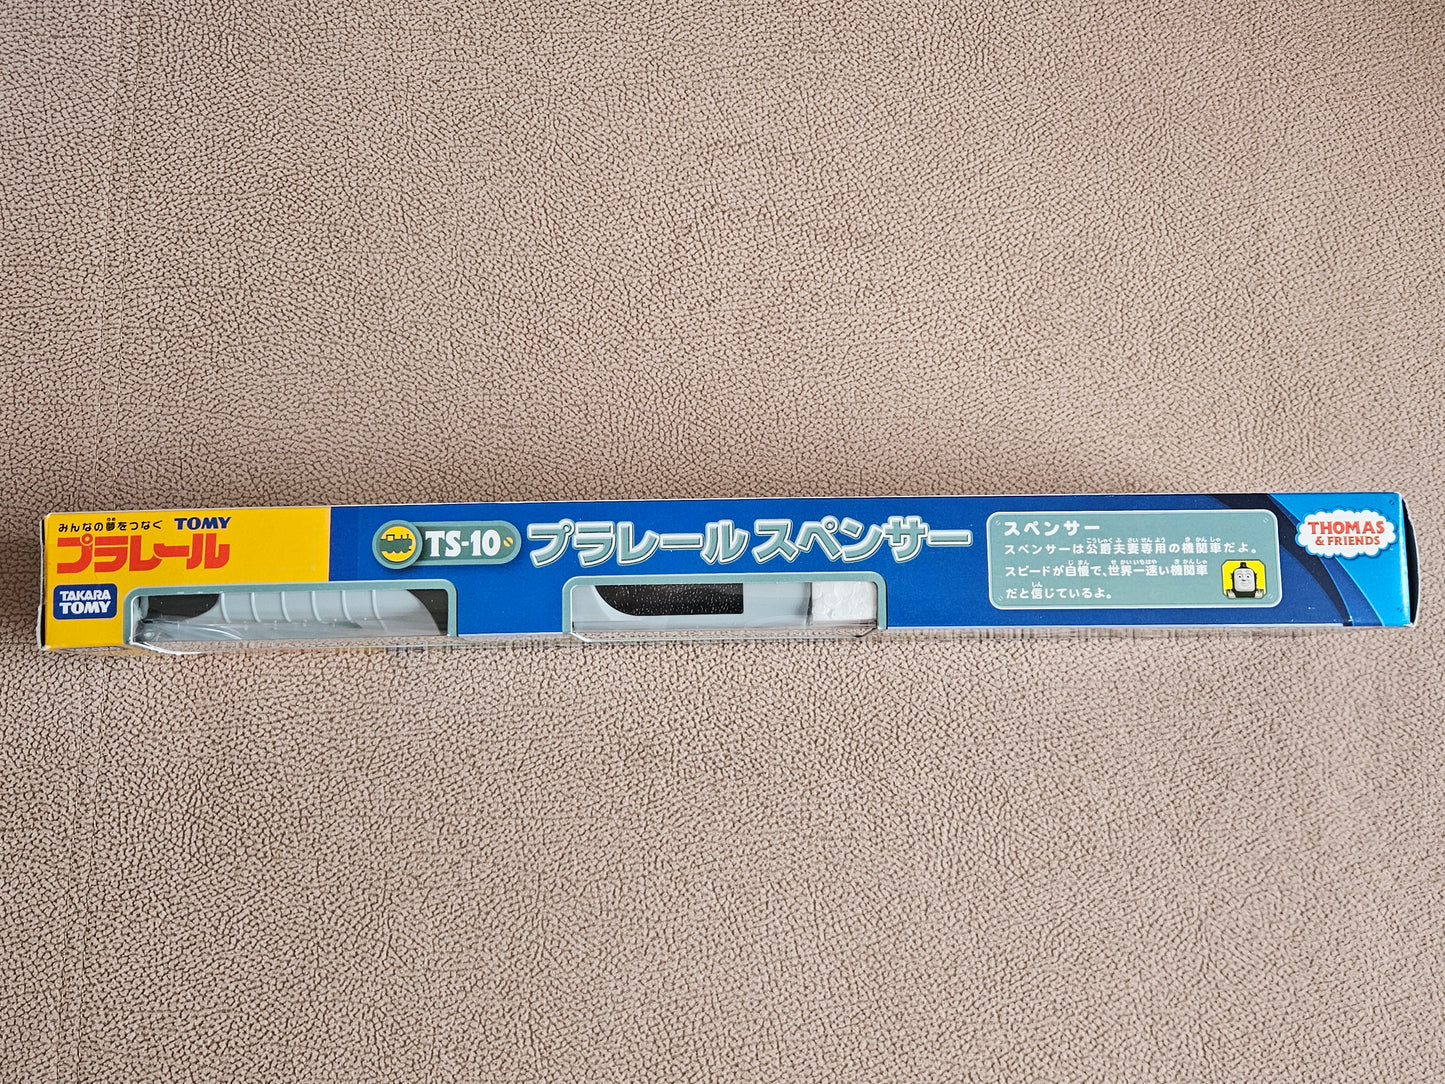 みんなの夢をつなぐ TOMY
プラレール
TAKARA
TOMY
TS-10
プラレール スペンサー
スペンサー
スペンサーは公爵夫妻専用の機関車だよ。
スピードが自慢で、世界一速い機関車
だと信じているよ。
THOMAS
& FRIENDS